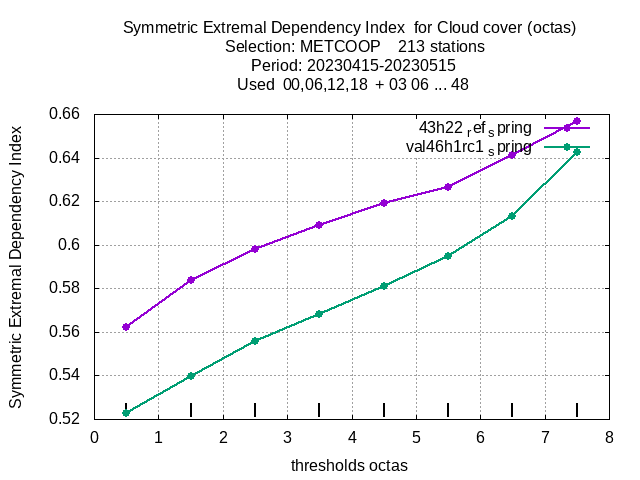 Symmetric Extremal Dependency Index for Cloud cover (octas)
Selection: METCOOP 213 stations
Period: 20230415-20230515
Used 00,06,12,18 + 03 06 ... 48
Symmetric Extremal Dependency Index
0.66
0.64
0.62
0.6
0.58
0.56
0.54
0.52
43h22 ref spring
val46h1rc1 spring
0 1 2 3 4 5 6 7 8
thresholds octas